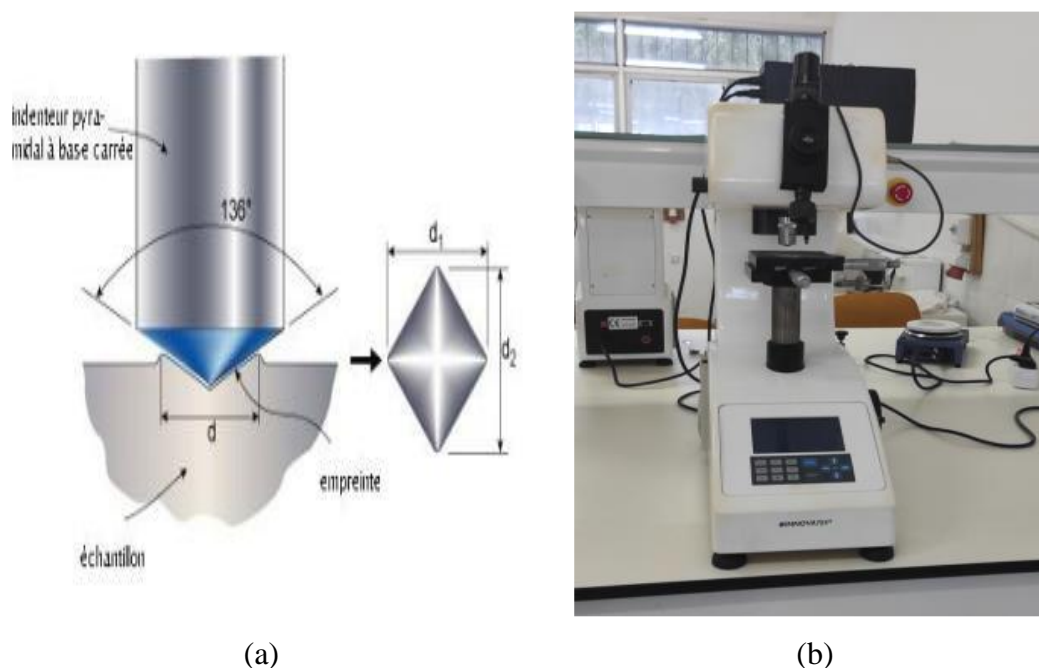 indenteur pyra-
midal à base carrée
136°
d₁
d₂
d
empreinte
échantillon
INNOVATEST
(a)
(b)